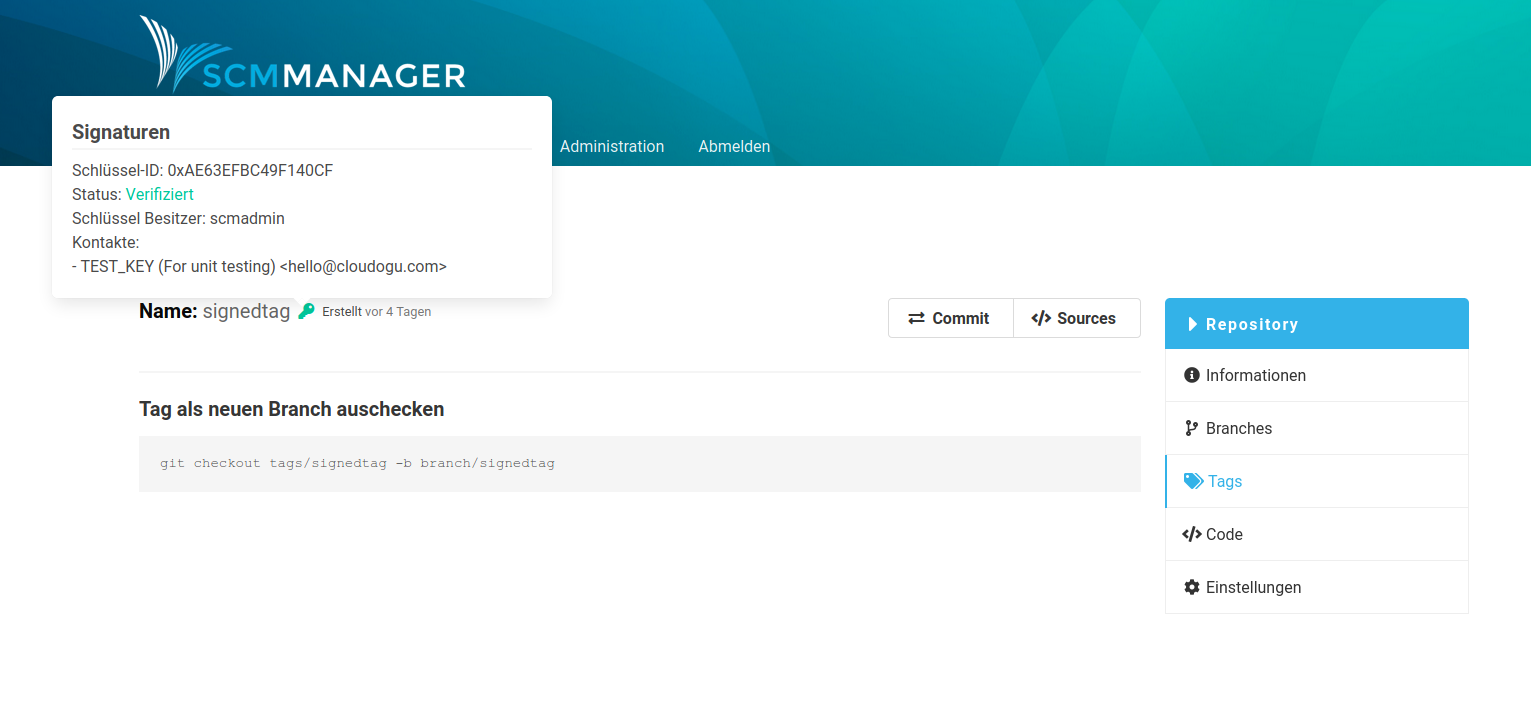 SCMMANAGER
Administration Abmelden
Signaturen
Schlüssel-ID: 0xAE63EFBC49F140CF
Status: Verifiziert
Schlüssel Besitzer: scmadmin
Kontakte:
- TEST_KEY (For unit testing) <hello@cloudogu.com>
Name: signedtag Erstellt vor 4 Tagen
Commit
Sources
Tag als neuen Branch auschecken
git checkout tags/signedtag -b branch/signedtag
Repository
Informationen
Branches
Tags
Code
Einstellungen